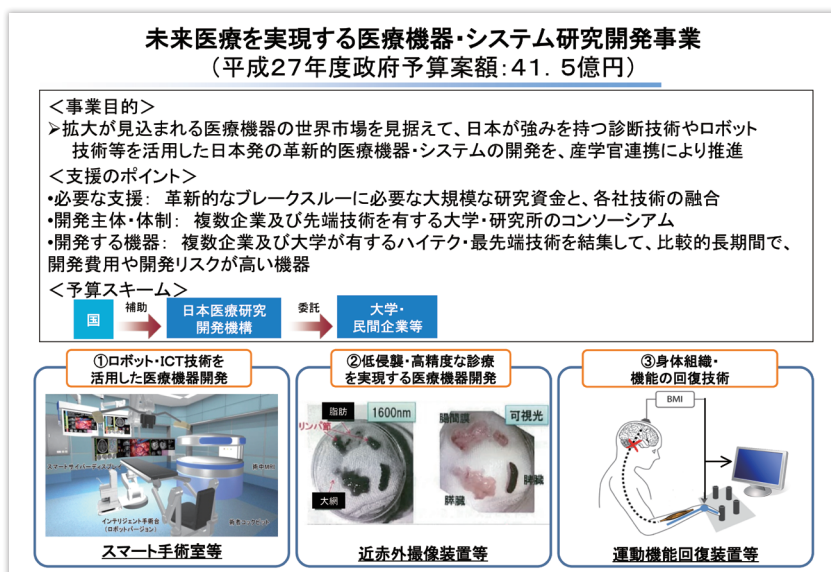 未来医療を実現する医療機器・システム研究開発事業
（平成27年度政府予算案額：41．5億円）
＜事業目的＞
➢拡大が見込まれる医療機器の世界市場を見据えて、日本が強みを持つ診断技術やロボット
技術等を活用した日本発の革新的医療機器・システムの開発を、産学官連携により推進
＜支援のポイント＞
•必要な支援： 革新的なブレークスルーに必要な大規模な研究資金と、各社技術の融合
•開発主体・体制： 複数企業及び先端技術を有する大学・研究所のコンソーシアム
•開発する機器： 複数企業及び大学が有するハイテク・最先端技術を結集して、比較的長期間で、
開発費用や開発リスクが高い機器
＜予算スキーム＞
国
補助
日本医療研究
開発機構
委託
大学・
民間企業等
①ロボット・ICT技術を
活用した医療機器開発
スマートサイバーディスプレイ
術中MRI
インテリジェント手術台
（ロボットバージョン）
スマート手術室等
②低侵襲・高精度な診療
を実現する医療機器開発
脂肪
1600nm
リンパ節
大網
腸間膜
可視光
脾臓
膵臓
近赤外撮像装置等
③身体組織・
機能の回復技術
BMI
運動機能回復装置等